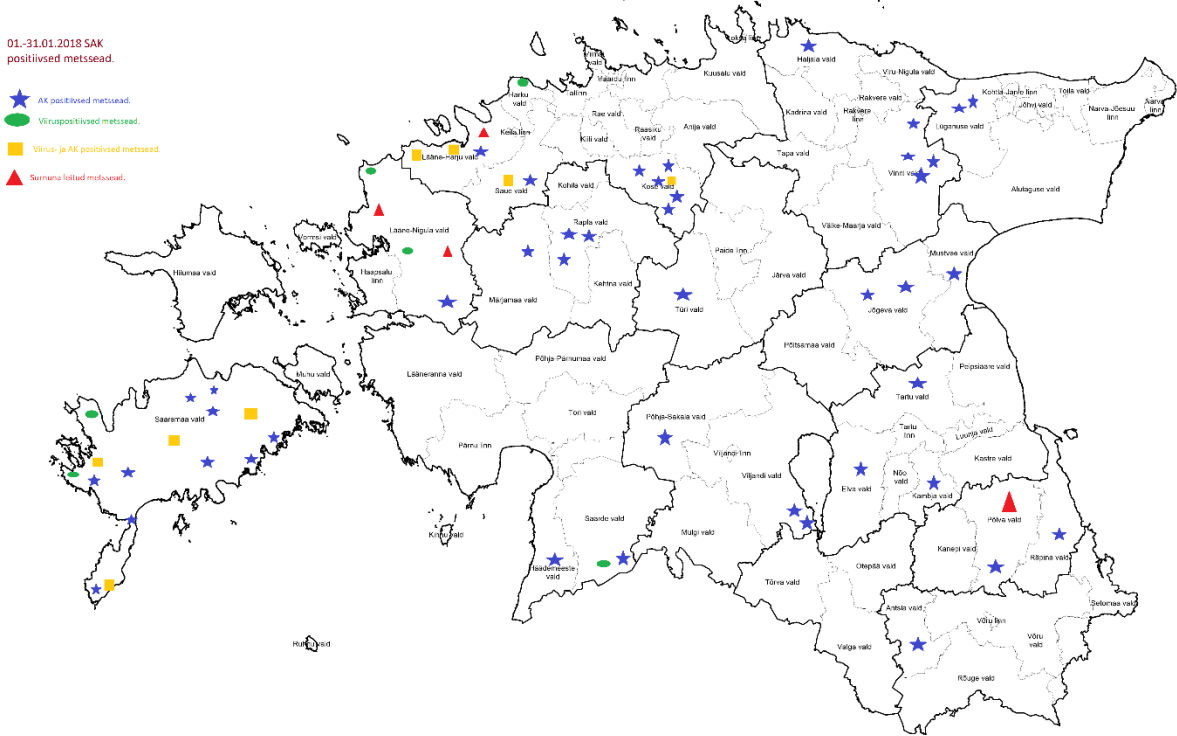 01.-31.01.2018 SAK
positiivsed metssead.
AK positiivsed metssead.
Viiruspositiivsed metssead.
Viirus- ja AK positiivsed metssead.
Surnuna leitud metssead.
Loksa linn
Haljala vald
Viimsi vald
Maardu linn
Kuusalu vald
Viru-Nigula vald
Harku vald
Tallinn
Rae vald
Raasiku vald
Anija vald
Kadrina vald
Rakvere vald
Rakvere linn
Kohtla-Järve linn
Jõhvi vald
Toila vald
Narva-Jõesuu linn
Narva linn
Lüganuse vald
Keila linn
Kiili vald
Lääne-Harju vald
Tapa vald
Vinni vald
Alutaguse vald
Saue vald
Kohila vald
Kose vald
Rapla vald
Väike-Maarja vald
Vormsi vald
Lääne-Nigula vald
Paide linn
Mustvee vald
Hiiumaa vald
Haapsalu linn
Märjamaa vald
Kehtna vald
Järva vald
Türi vald
Jõgeva vald
Põltsamaa vald
Põhja-Pärnumaa vald
Muhu vald
Lääneranna vald
Peipsiääre vald
Saaremaa vald
Tori vald
Põhja-Sakala vald
Tartu vald
Tartu linn
Luunja vald
Pärnu linn
Viljandi linn
Viljandi vald
Kastre vald
Elva vald
Nõo vald
Kambja vald
Saarde vald
Põlva vald
Kihnu vald
Mulgi vald
Kanepi vald
Räpina vald
Häädemeeste vald
Otepää vald
Tõrva vald
Antsla vald
Setomaa vald
Võru linn
Võru vald
Ruhnu vald
Valga vald
Rõuge vald